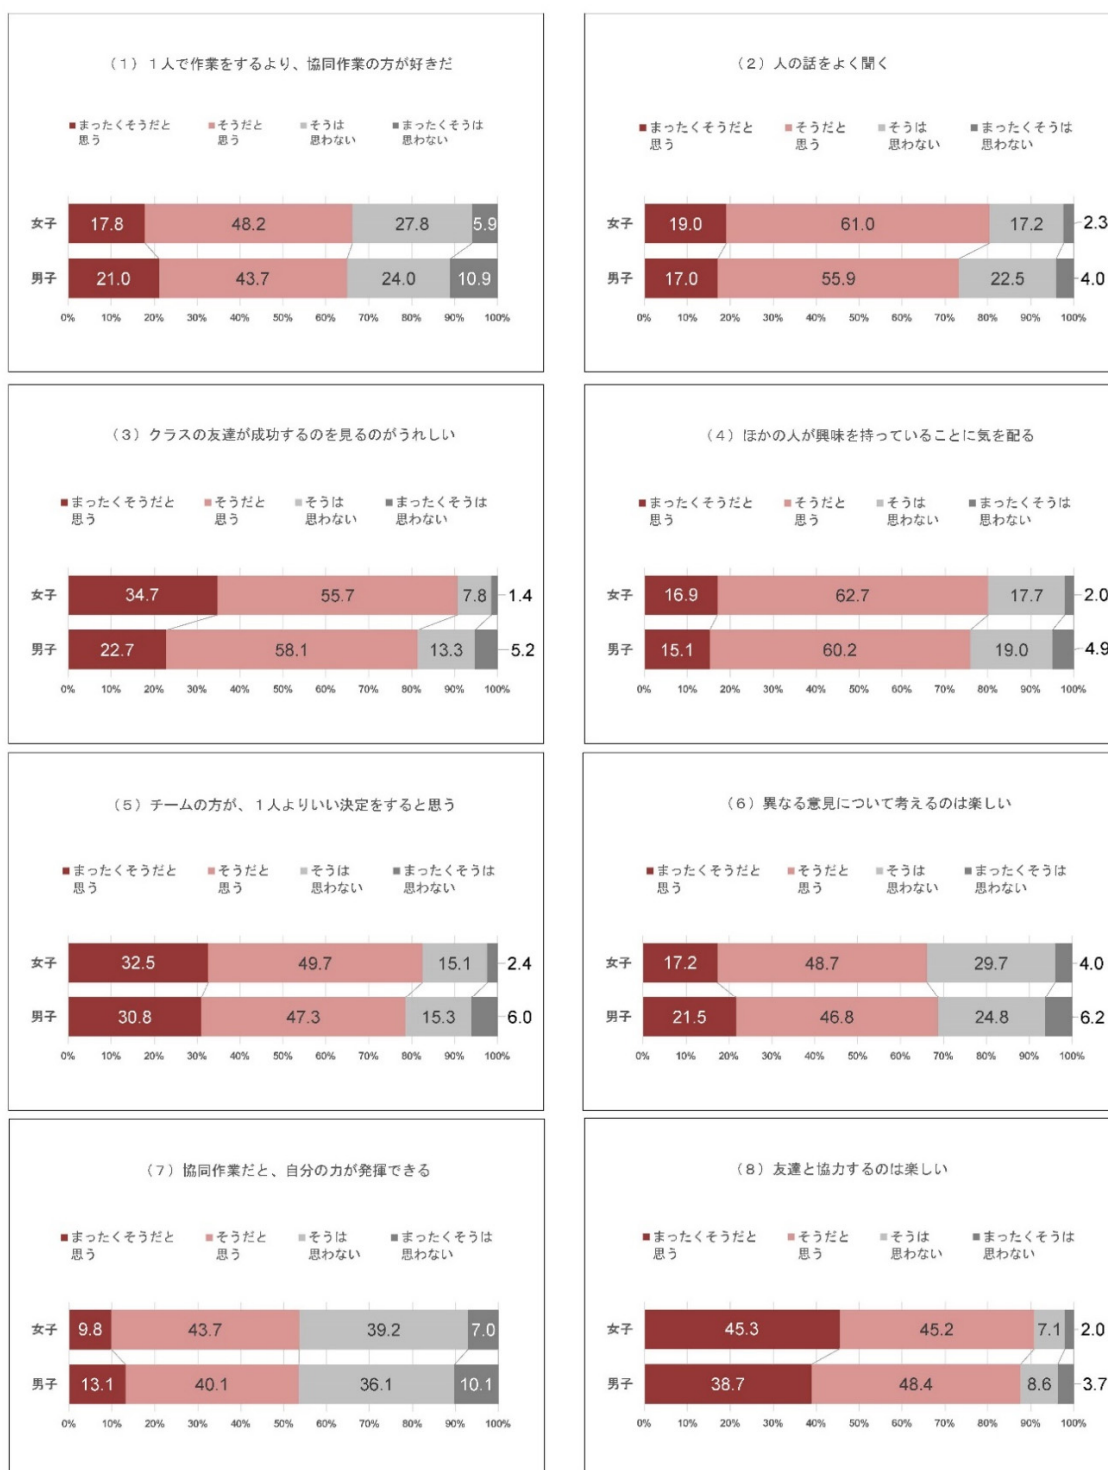 （1）1人で作業をするより、協同作業の方が好きだ
■まったくそうだと ■そうだと ■そうは ■まったくそうは
思う 思う 思わない 思わない
女子 17.8 48.2 27.8 5.9
男子 21.0 43.7 24.0 10.9
0% 10% 20% 30% 40% 50% 60% 70% 80% 90% 100%
（2）人の話をよく聞く
■まったくそうだと ■そうだと ■そうは ■まったくそうは
思う 思う 思わない 思わない
女子 19.0 61.0 17.2 2.3
男子 17.0 55.9 22.5 4.0
0% 10% 20% 30% 40% 50% 60% 70% 80% 90% 100%
（3）クラスの友達が成功するのを見るのがうれしい
■まったくそうだと ■そうだと ■そうは ■まったくそうは
思う 思う 思わない 思わない
女子 34.7 55.7 7.8 1.4
男子 22.7 58.1 13.3 5.2
0% 10% 20% 30% 40% 50% 60% 70% 80% 90% 100%
（4）ほかの人が興味を持っていることに気を配る
■まったくそうだと ■そうだと ■そうは ■まったくそうは
思う 思う 思わない 思わない
女子 16.9 62.7 17.7 2.0
男子 15.1 60.2 19.0 4.9
0% 10% 20% 30% 40% 50% 60% 70% 80% 90% 100%
（5）チームの方が、1人よりいい決定をすると思う
■まったくそうだと ■そうだと ■そうは ■まったくそうは
思う 思う 思わない 思わない
女子 32.5 49.7 15.1 2.4
男子 30.8 47.3 15.3 6.0
0% 10% 20% 30% 40% 50% 60% 70% 80% 90% 100%
（6）異なる意見について考えるのは楽しい
■まったくそうだと ■そうだと ■そうは ■まったくそうは
思う 思う 思わない 思わない
女子 17.2 48.7 29.7 4.0
男子 21.5 46.8 24.8 6.2
0% 10% 20% 30% 40% 50% 60% 70% 80% 90% 100%
（7）協同作業だと、自分の力が発揮できる
■まったくそうだと ■そうだと ■そうは ■まったくそうは
思う 思う 思わない 思わない
女子 9.8 43.7 39.2 7.0
男子 13.1 40.1 36.1 10.1
0% 10% 20% 30% 40% 50% 60% 70% 80% 90% 100%
（8）友達と協力するのは楽しい
■まったくそうだと ■そうだと ■そうは ■まったくそうは
思う 思う 思わない 思わない
女子 45.3 45.2 7.1 2.0
男子 38.7 48.4 8.6 3.7
0% 10% 20% 30% 40% 50% 60% 70% 80% 90% 100%